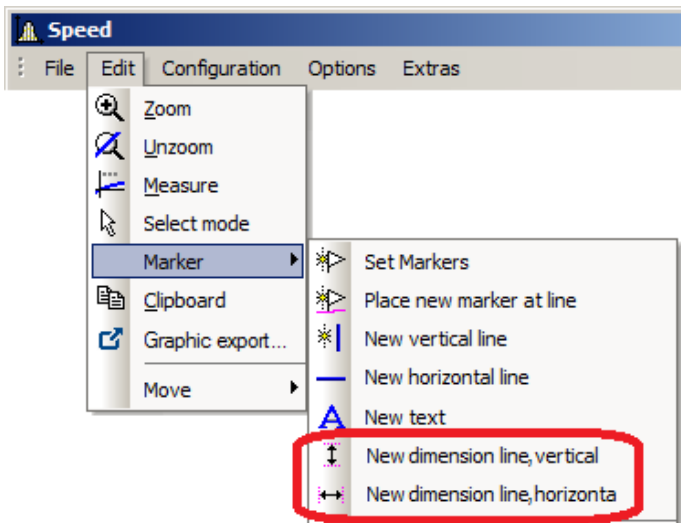 Speed
File Edit Configuration Options Extras
Zoom
Unzoom
Measure
Select mode
Marker
Clipboard
Graphic export...
Move
Set Markers
Place new marker at line
New vertical line
New horizontal line
New text
New dimension line,vertical
New dimension line,horizonta